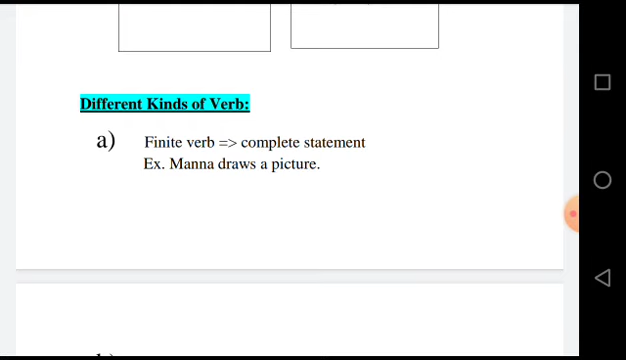 Different Kinds of Verb:
a) Finite verb => complete statement
Ex. Manna draws a picture.